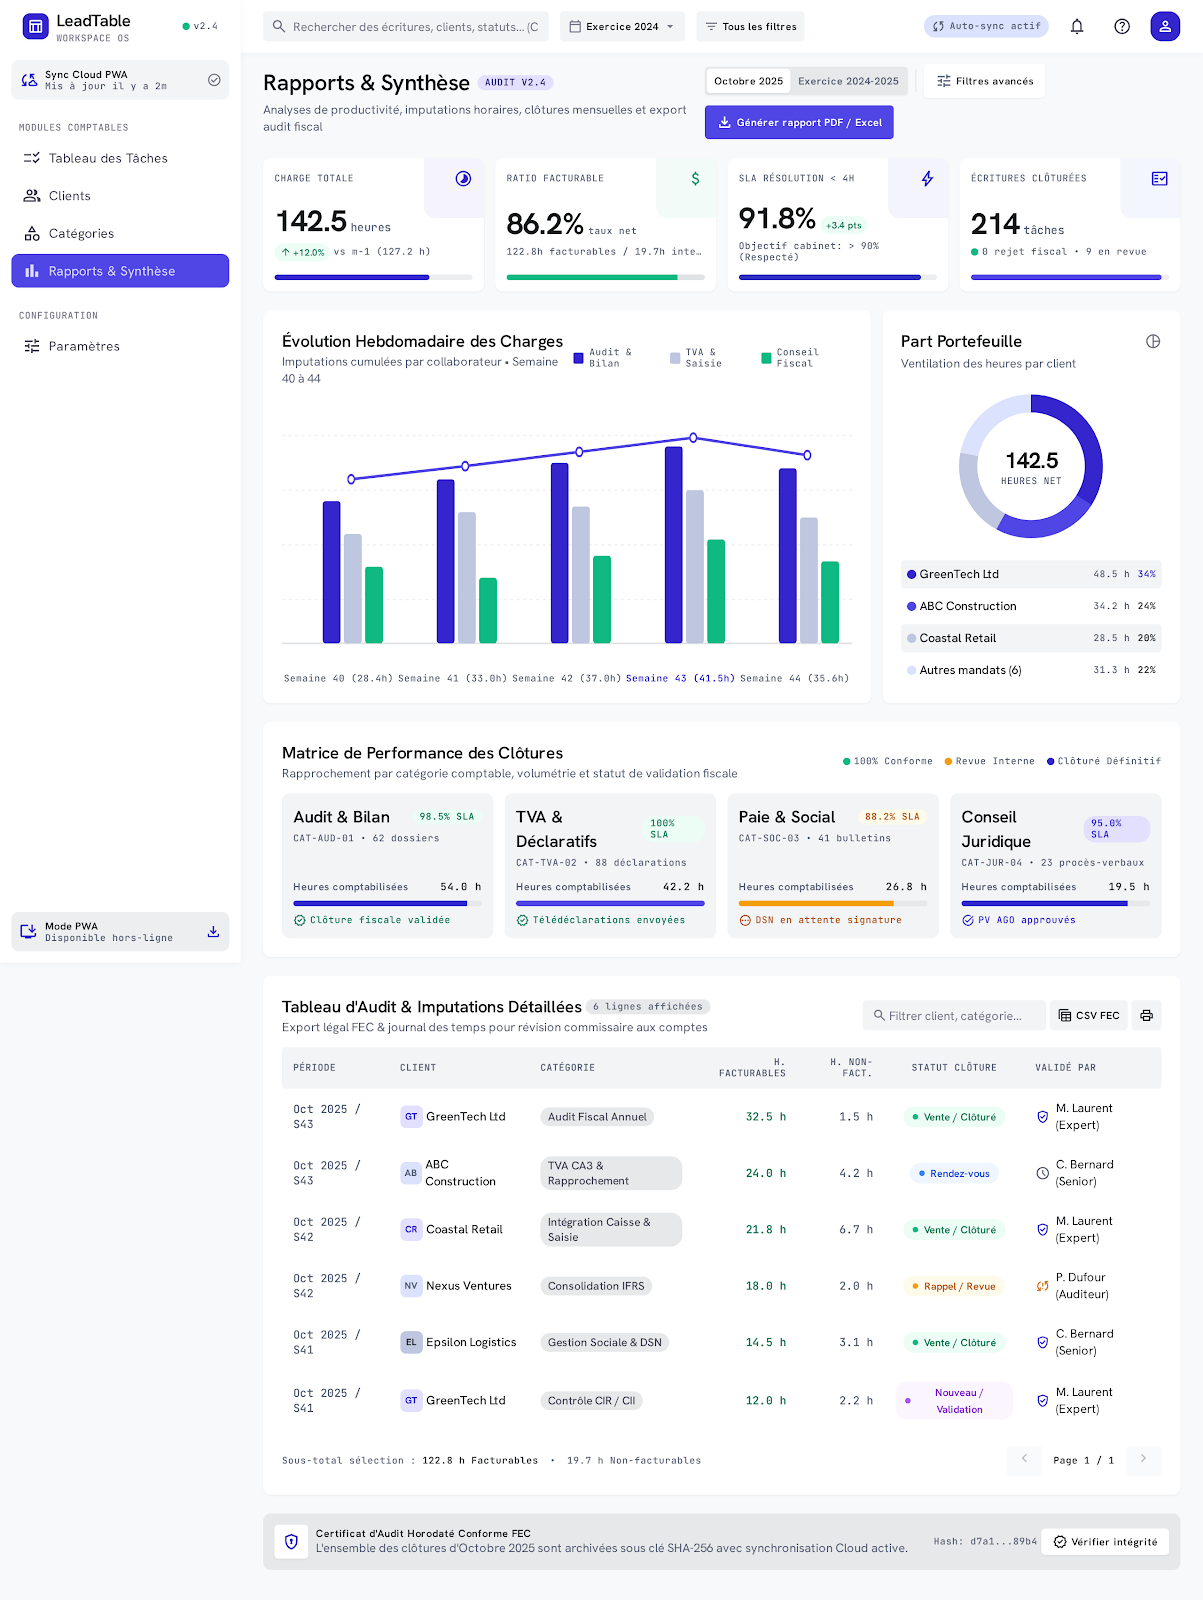 LeadTable
WORKSPACE OS
v2.4
Rechercher des écritures, clients, statuts... (C
Exercice 2024
Tous les filtres
Auto-sync actif
Sync Cloud PWA
Mis à jour il y a 2m
MODULES COMPTABLES
Tableau des Tâches
Clients
Catégories
Rapports & Synthèse
CONFIGURATION
Paramètres
Mode PWA
Disponible hors-ligne
Rapports & Synthèse
AUDIT V2.4
Analyses de productivité, imputations horaires, clôtures mensuelles et export
audit fiscal
Octobre 2025
Exercice 2024-2025
Filtres avancés
Générer rapport PDF / Excel
CHARGE TOTALE
142.5 heures
↑ +12.0% vs m-1 (127.2 h)
RATIO FACTURABLE
$
86.2% taux net
122.8h facturables / 19.7h inte…
SLA RÉSOLUTION < 4H
91.8% +3.4 pts
Objectif cabinet: > 90%
(Respecté)
ÉCRITURES CLÔTURÉES
214 tâches
0 rejet fiscal • 9 en revue
Évolution Hebdomadaire des Charges
Imputations cumulées par collaborateur • Semaine
40 à 44
Audit &
Bilan
TVA &
Saisie
Conseil
Fiscal
Semaine 40 (28.4h)
Semaine 41 (33.0h)
Semaine 42 (37.0h)
Semaine 43 (41.5h)
Semaine 44 (35.6h)
Part Portefeuille
Ventilation des heures par client
142.5
HEURES NET
GreenTech Ltd 48.5 h 34%
ABC Construction 34.2 h 24%
Coastal Retail 28.5 h 20%
Autres mandats (6) 31.3 h 22%
Matrice de Performance des Clôtures
Rapprochement par catégorie comptable, volumétrie et statut de validation fiscale
100% Conforme
Revue Interne
Clôturé Définitif
Audit & Bilan
98.5% SLA
CAT-AUD-01 • 62 dossiers
Heures comptabilisées 54.0 h
Clôture fiscale validée
TVA &
Déclaratifs
100%
SLA
CAT-TVA-02 • 88 déclarations
Heures comptabilisées 42.2 h
Télédéclarations envoyées
Paie & Social
88.2% SLA
CAT-SOC-03 • 41 bulletins
Heures comptabilisées 26.8 h
DSN en attente signature
Conseil
Juridique
95.0%
SLA
CAT-JUR-04 • 23 procès-verbaux
Heures comptabilisées 19.5 h
PV AGO approuvés
Tableau d'Audit & Imputations Détaillées
6 lignes affichées
Export légal FEC & journal des temps pour révision commissaire aux comptes
Filtrer client, catégorie...
CSV FEC
PÉRIODE
CLIENT
CATÉGORIE
H.
FACTURABLES
H. NON-
FACT.
STATUT CLÔTURE
VALIDÉ PAR
Oct 2025 /
S43
GT GreenTech Ltd
Audit Fiscal Annuel
32.5 h
1.5 h
Vente / Clôturé
M. Laurent
(Expert)
Oct 2025 /
S43
AB
ABC
Construction
TVA CA3 &
Rapprochement
24.0 h
4.2 h
Rendez-vous
C. Bernard
(Senior)
Oct 2025 /
S42
CR Coastal Retail
Intégration Caisse &
Saisie
21.8 h
6.7 h
Vente / Clôturé
M. Laurent
(Expert)
Oct 2025 /
S42
NV Nexus Ventures
Consolidation IFRS
18.0 h
2.0 h
Rappel / Revue
P. Dufour
(Auditeur)
Oct 2025 /
S41
EL Epsilon Logistics
Gestion Sociale & DSN
14.5 h
3.1 h
Vente / Clôturé
C. Bernard
(Senior)
Oct 2025 /
S41
GT GreenTech Ltd
Contrôle CIR / CII
12.0 h
2.2 h
Nouveau /
Validation
M. Laurent
(Expert)
Sous-total sélection : 122.8 h Facturables • 19.7 h Non-facturables
Page 1 / 1
Certificat d'Audit Horodaté Conforme FEC
L'ensemble des clôtures d'Octobre 2025 sont archivées sous clé SHA-256 avec synchronisation Cloud active.
Hash: d7a1...89b4
Vérifier intégrité